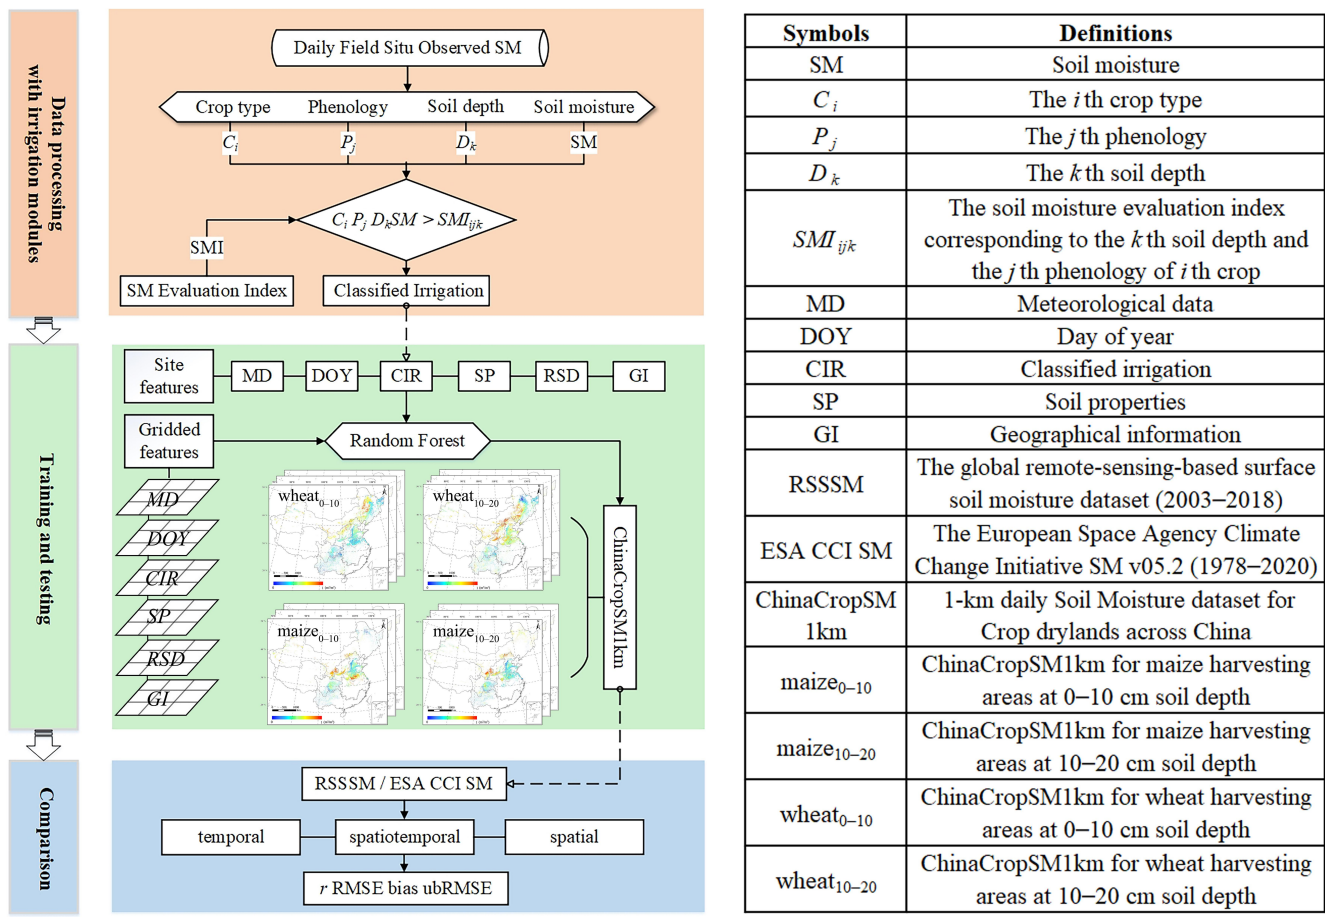 Data processing
with irrigation modules
Daily Field Situ Observed SM
Crop type Phenology Soil depth Soil moisture
Ci Pj Dk SM
Ci Pj DkSM > SMIijk
SMI
SM Evaluation Index
Classified Irrigation
Training and testing
Site
features
MD DOY CIR SP RSD GI
Gridded
features
Random Forest
MD
DOY
CIR
SP
RSD
GI
wheat0–10
wheat10–20
maize0–10
maize10–20
ChinaCropSM1km
Comparison
RSSSM / ESA CCI SM
temporal spatiotemporal spatial
r RMSE bias ubRMSE
Symbols Definitions
SM Soil moisture
Ci The i th crop type
Pj The j th phenology
Dk The k th soil depth
SMIijk
The soil moisture evaluation index
corresponding to the k th soil depth and
the j th phenology of i th crop
MD Meteorological data
DOY Day of year
CIR Classified irrigation
SP Soil properties
GI Geographical information
RSSSM
The global remote-sensing-based surface
soil moisture dataset (2003–2018)
ESA CCI SM
The European Space Agency Climate
Change Initiative SM v05.2 (1978–2020)
ChinaCropSM
1km
1-km daily Soil Moisture dataset for
Crop drylands across China
maize0–10
ChinaCropSM1km for maize harvesting
areas at 0–10 cm soil depth
maize10–20
ChinaCropSM1km for maize harvesting
areas at 10–20 cm soil depth
wheat0–10
ChinaCropSM1km for wheat harvesting
areas at 0–10 cm soil depth
wheat10–20
ChinaCropSM1km for wheat harvesting
areas at 10–20 cm soil depth